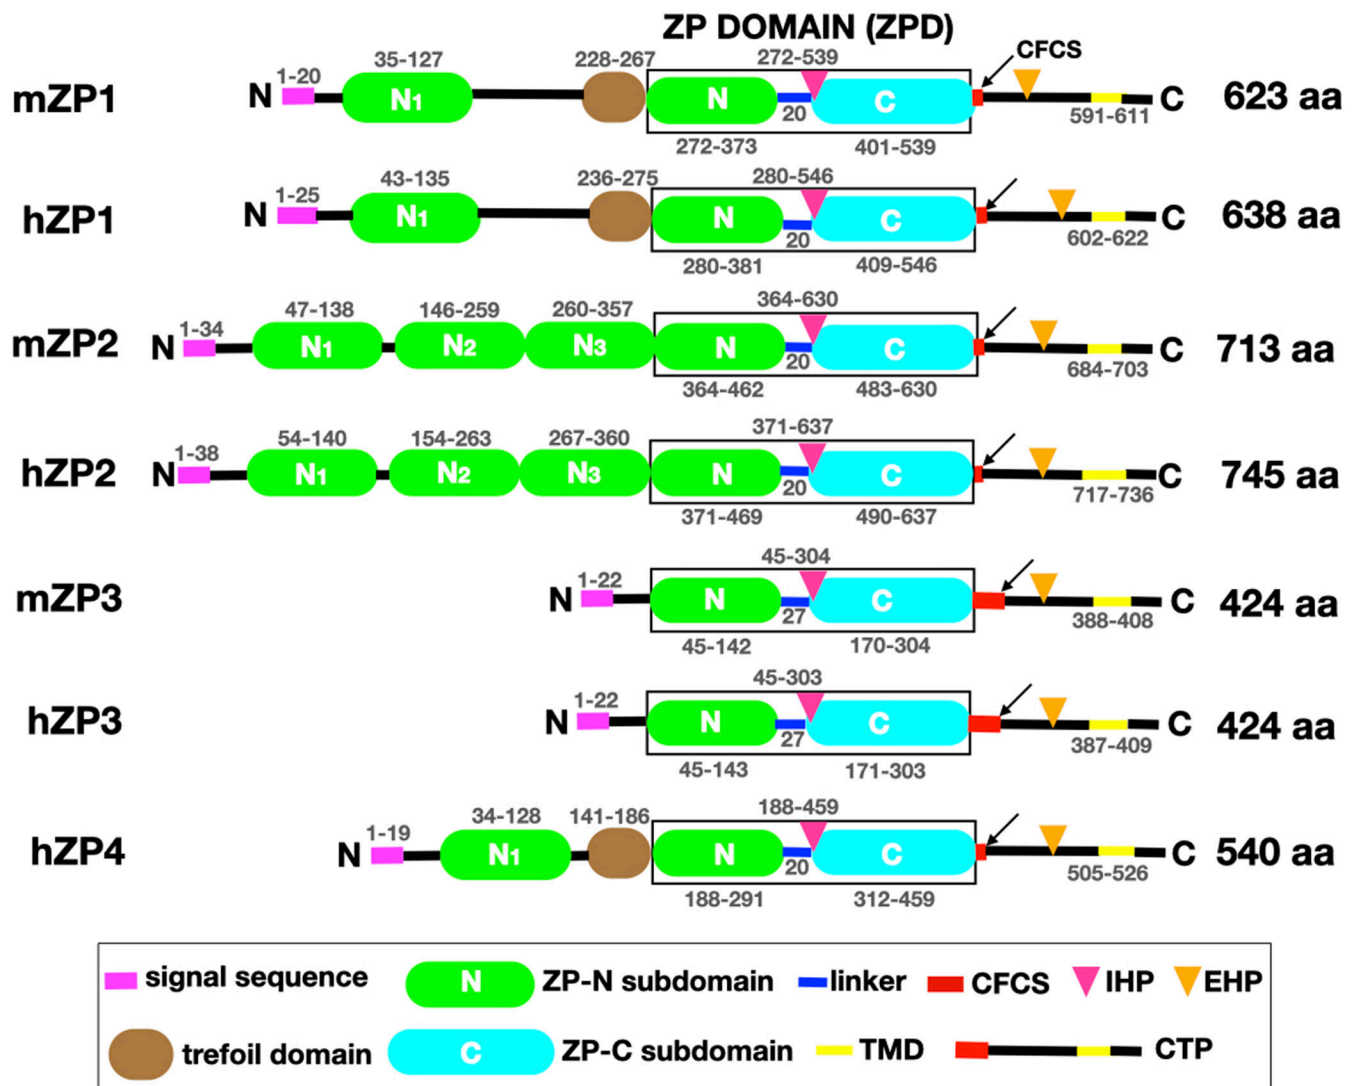 ZP DOMAIN (ZPD)
35-127 228-267 272-539 CFCS
1-20
mZP1 N N1 N C C 623 aa
20 591-611
272-373 401-539
43-135 236-275 280-546
1-25
hZP1 N N1 N C C 638 aa
20 602-622
280-381 409-546
47-138 146-259 260-357 364-630
1-34
mZP2 N N1 N2 N3 N C C 713 aa
20 684-703
364-462 483-630
54-140 154-263 267-360 371-637
1-38
hZP2 N N1 N2 N3 N C C 745 aa
20 717-736
371-469 490-637
45-304
1-22
mZP3 N N C C 424 aa
27 388-408
45-142 170-304
45-303
1-22
hZP3 N N C C 424 aa
27 387-409
45-143 171-303
34-128 141-186 188-459
1-19
hZP4 N N1 N C C 540 aa
20 505-526
188-291 312-459
signal sequence N ZP-N subdomain linker CFCS IHP EHP
trefoil domain C ZP-C subdomain TMD CTP